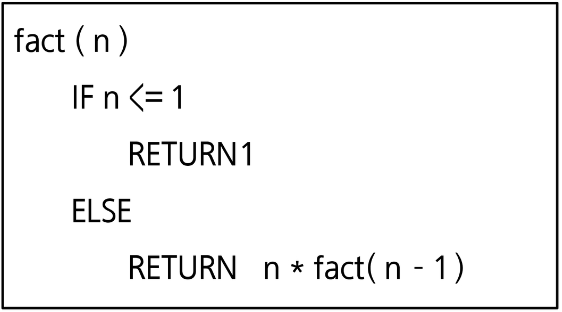 fact ( n )
IF n <= 1
RETURN1
ELSE
RETURN n * fact( n - 1 )